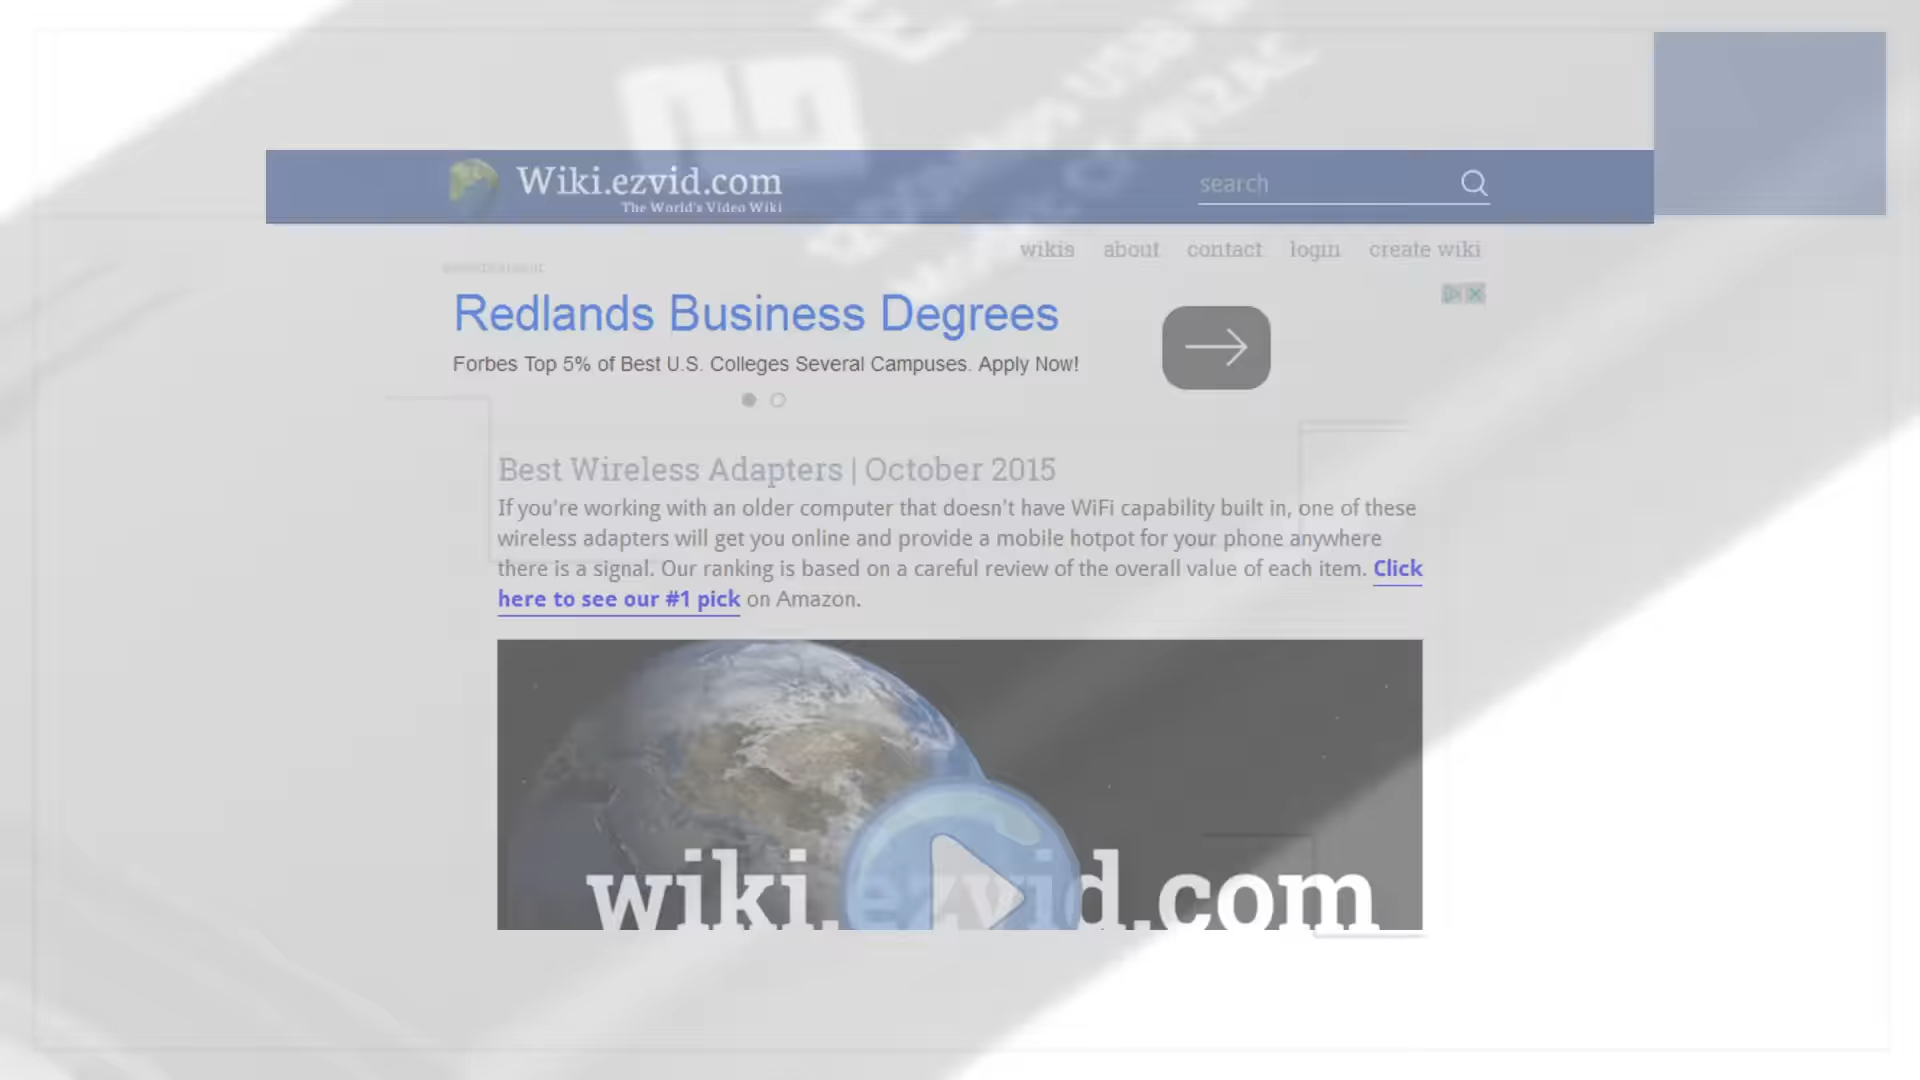 Wiki.ezvid.com
The World's Video Wiki
search
wikis about contact login create wiki
Redlands Business Degrees
Forbes Top 5% of Best U.S. Colleges Several Campuses. Apply Now!
Best Wireless Adapters | October 2015
If you're working with an older computer that doesn't have WiFi capability built in, one of these
wireless adapters will get you online and provide a mobile hotpot for your phone anywhere
there is a signal. Our ranking is based on a careful review of the overall value of each item. Click
here to see our #1 pick on Amazon.
wiki.ezvid.com